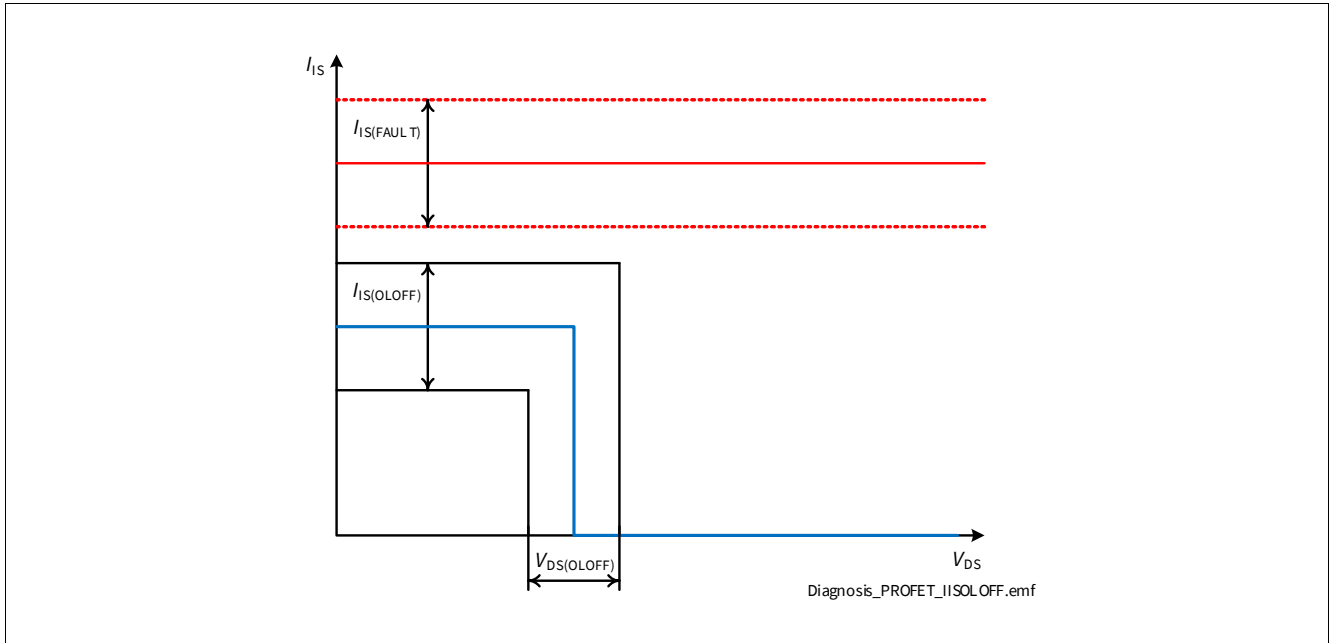 I_IS
I_IS(FAULT)
I_IS(OLOFF)
V_DS(OLOFF)
V_DS
Diagnosis_PROFET_IISOLOFF.emf